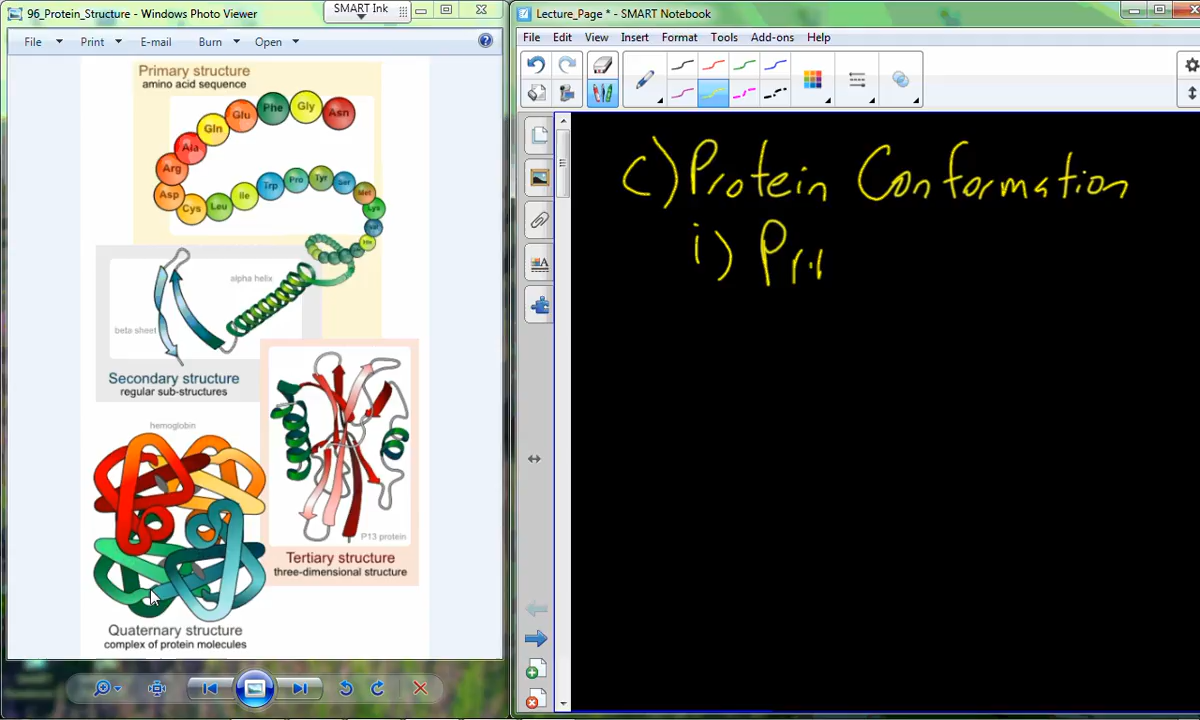 96_Protein_Structure - Windows Photo Viewer
SMART Ink
File Print E-mail Burn Open
Primary structure
amino acid sequence
Asn
Gly
Phe
Glu
Gln
Ala
Arg
Asp
Cys
Leu
Ile
Trp
Pro
Tyr
Ser
Met
Lys
Val
His
alpha helix
beta sheet
Secondary structure
regular sub-structures
P13 protein
Tertiary structure
three-dimensional structure
hemoglobin
Quaternary structure
complex of protein molecules
Lecture_Page * - SMART Notebook
File Edit View Insert Format Tools Add-ons Help
c) Protein Conformation
i) Pri